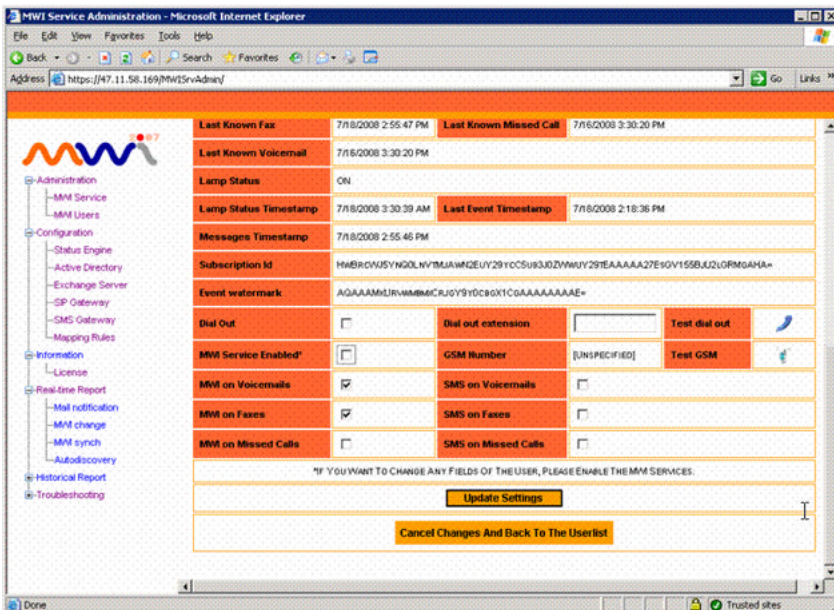 MWI Service Administration - Microsoft Internet Explorer
File Edit View Favorites Tools Help
Back Search Favorites
Address https://47.11.58.169/MWISrvAdmin/ Go Links »
mwi 2007
Administration
MWI Service
MWI Users
Configuration
Status Engine
Active Directory
Exchange Server
SIP Gateway
SMS Gateway
Mapping Rules
Information
License
Real-time Report
Mail notification
MWI change
MWI synch
Autodiscovery
Historical Report
Troubleshooting
Last Known Fax 7/18/2008 2:55:47 PM Last Known Missed Call 7/16/2008 3:30:20 PM
Last Known Voicemail 7/16/2008 3:30:20 PM
Lamp Status ON
Lamp Status Timestamp 7/18/2008 3:30:39 AM Last Event Timestamp 7/18/2008 2:18:36 PM
Messages Timestamp 7/18/2008 2:55:46 PM
Subscription Id
Event watermark
Dial Out Dial out extension Test dial out
MWI Service Enabled* GSM Number [UNSPECIFIED] Test GSM
MWI on Voicemails SMS on Voicemails
MWI on Faxes SMS on Faxes
MWI on Missed Calls SMS on Missed Calls
*IF YOU WANT TO CHANGE ANY FIELDS OF THE USER, PLEASE ENABLE THE MWI SERVICES.
Update Settings
Cancel Changes And Back To The Userlist
Done Trusted sites